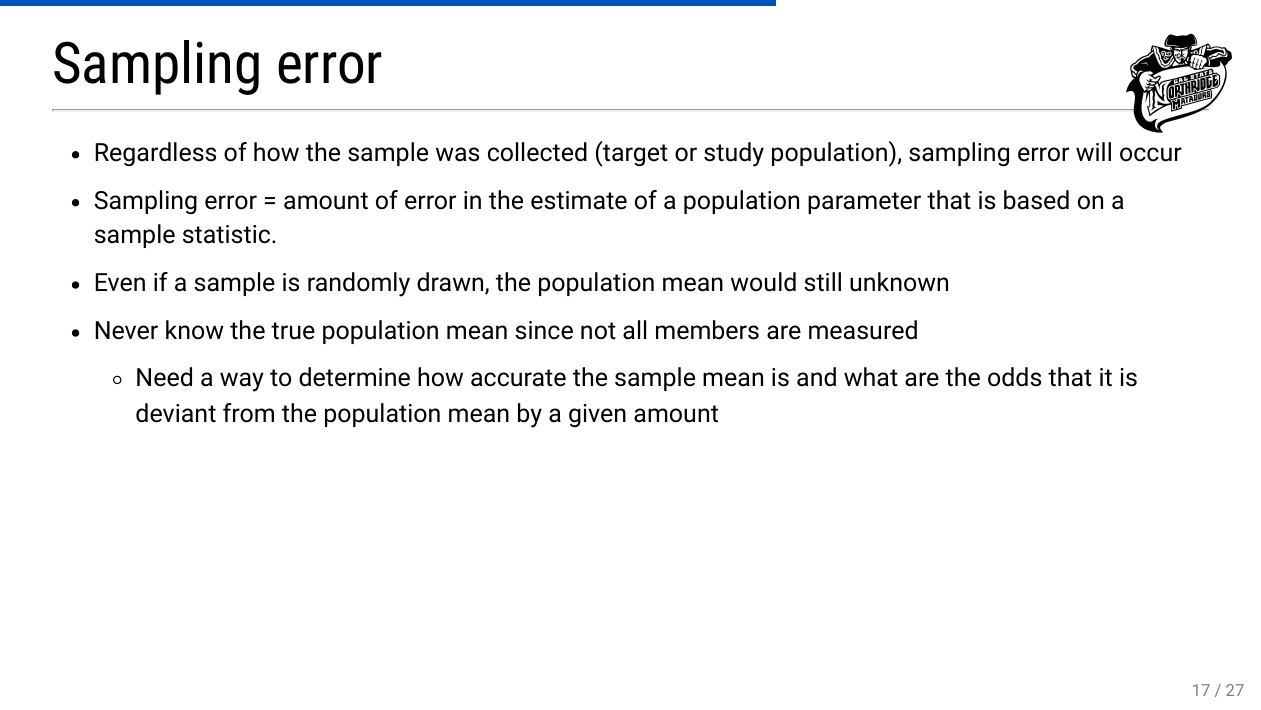 Sampling error
CAL STATE
NORTHRIDGE
MATADORS
• Regardless of how the sample was collected (target or study population), sampling error will occur
• Sampling error = amount of error in the estimate of a population parameter that is based on a
sample statistic.
• Even if a sample is randomly drawn, the population mean would still unknown
• Never know the true population mean since not all members are measured
◦ Need a way to determine how accurate the sample mean is and what are the odds that it is
deviant from the population mean by a given amount
17 / 27